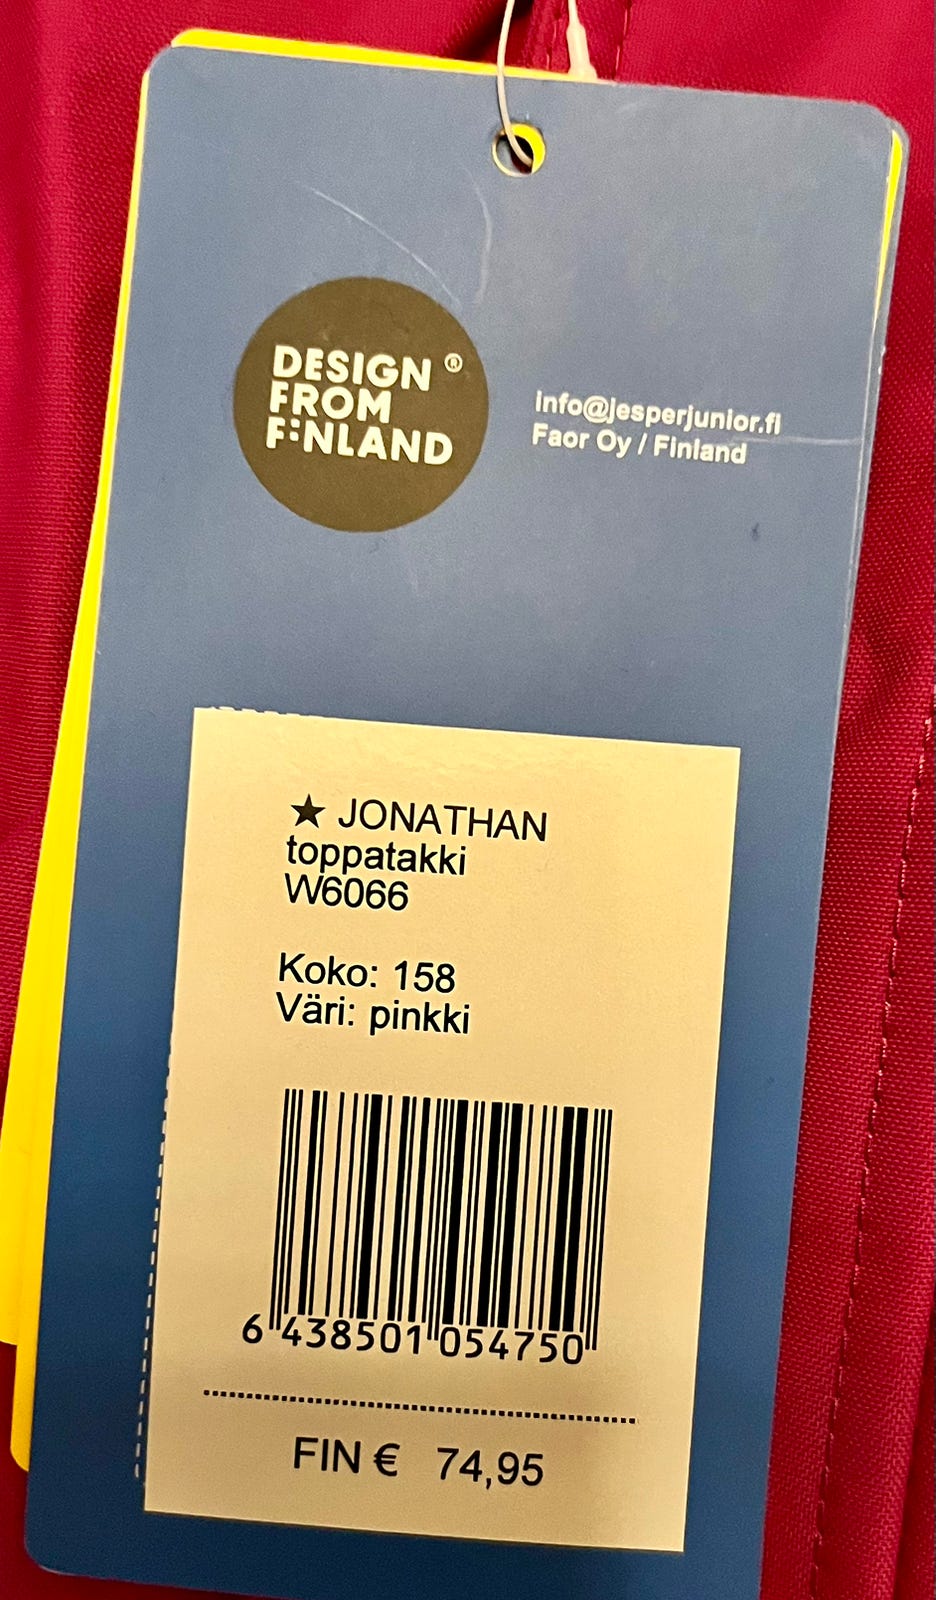 DESIGN ®
FROM
FINLAND
info@jesperjunior.fi
Faor Oy / Finland
★ JONATHAN
toppatakki
W6066
Koko: 158
Väri: pinkki
6 438501 054750
FIN € 74,95